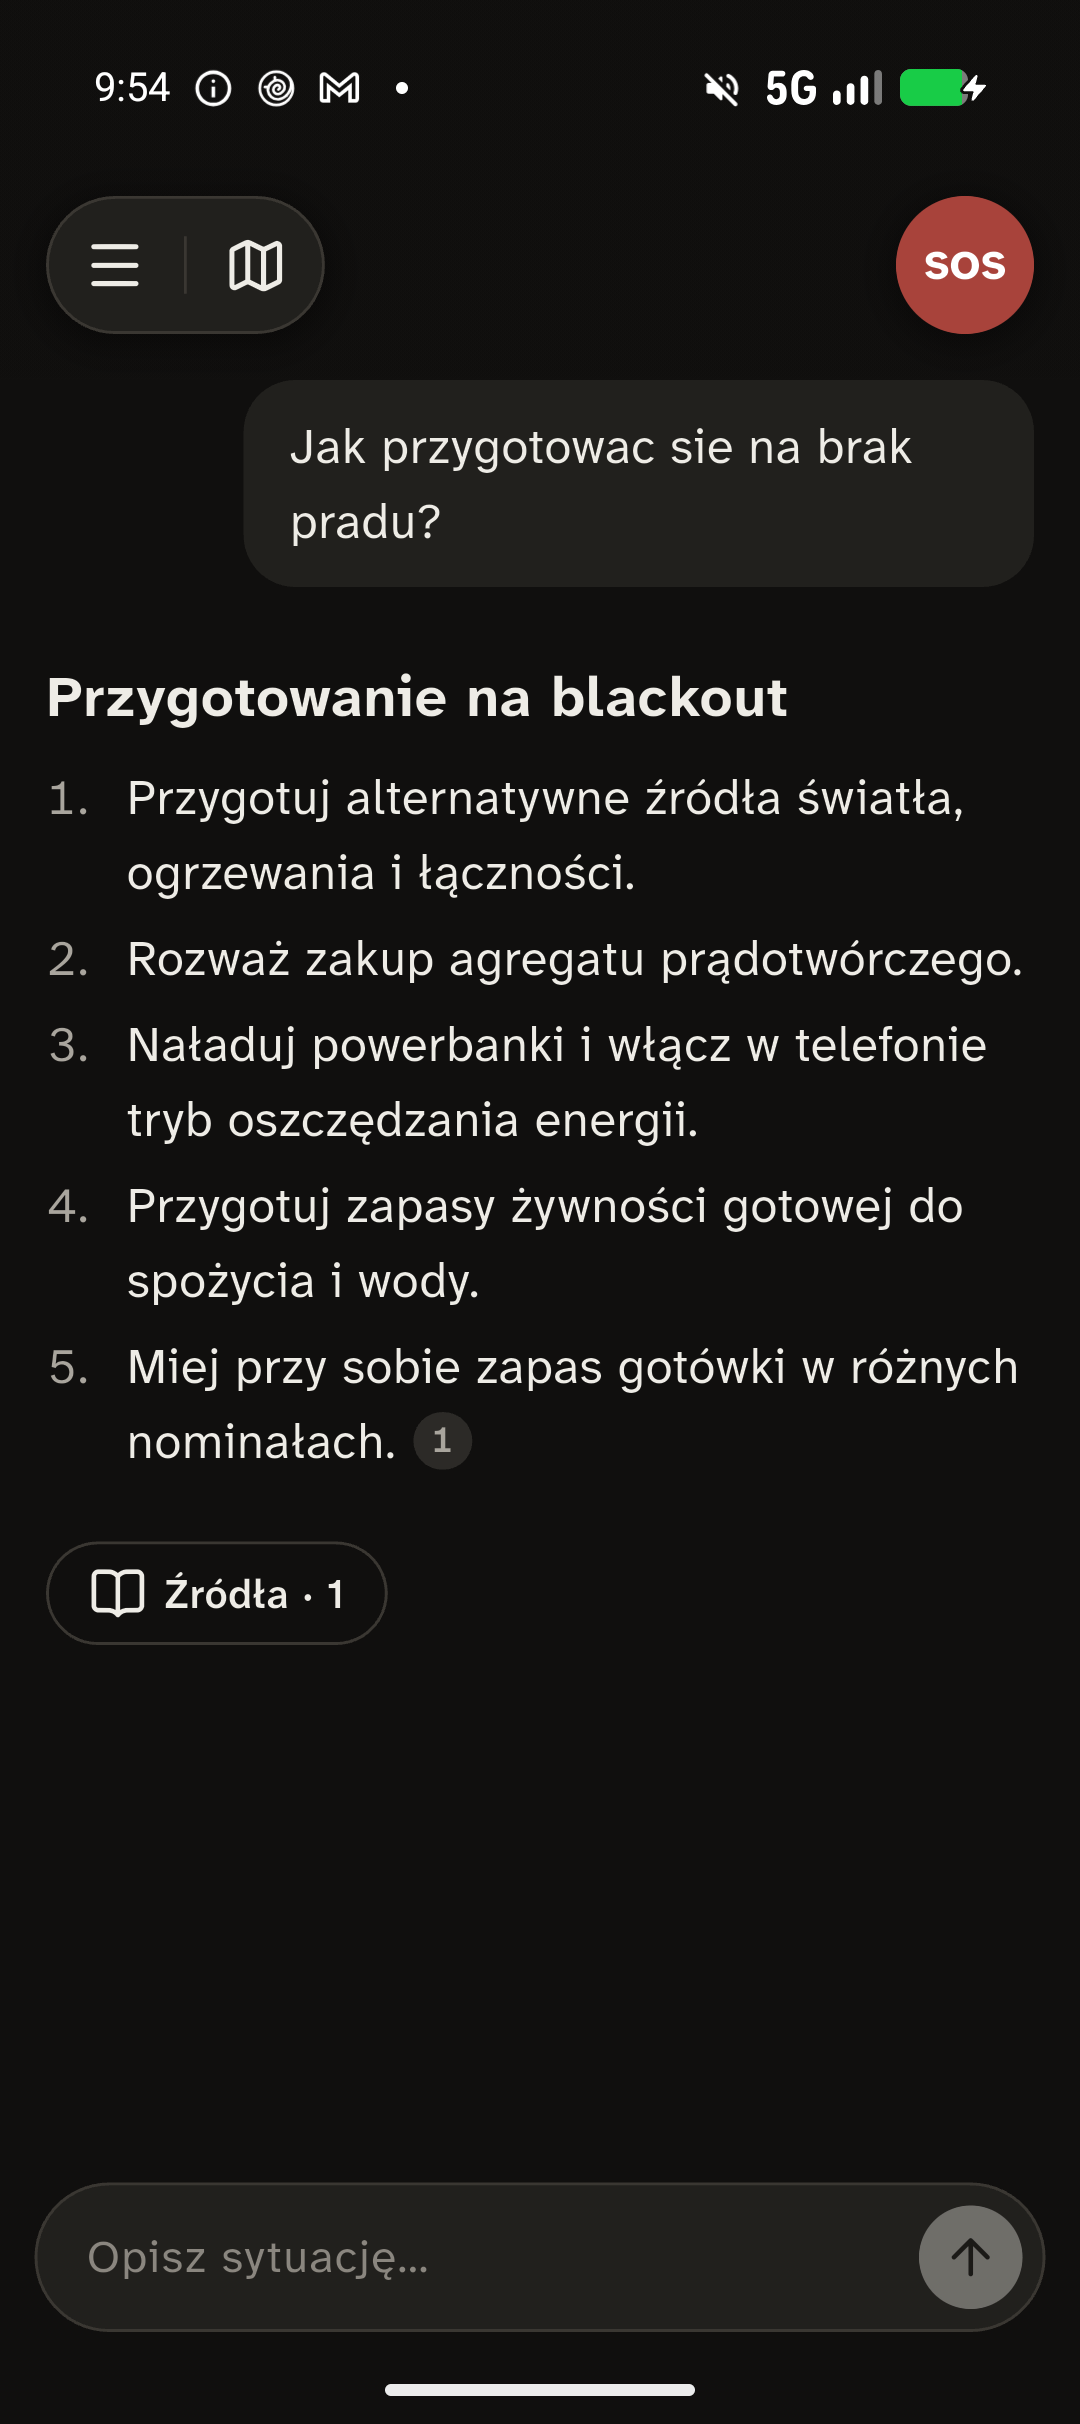 9:54
5G
SOS
Jak przygotowac sie na brak
pradu?
Przygotowanie na blackout
1. Przygotuj alternatywne źródła światła,
ogrzewania i łączności.
2. Rozważ zakup agregatu prądotwórczego.
3. Naładuj powerbanki i włącz w telefonie
tryb oszczędzania energii.
4. Przygotuj zapasy żywności gotowej do
spożycia i wody.
5. Miej przy sobie zapas gotówki w różnych
nominałach. 1
Źródła · 1
Opisz sytuację...